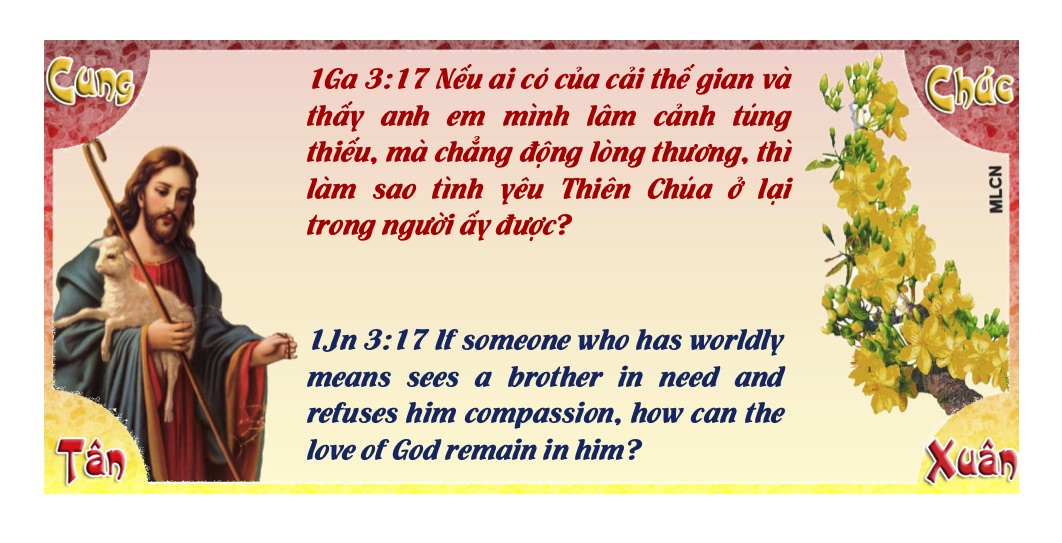 Cung
Chúc
1Ga 3:17 Nếu ai có của cải thế gian và
thấy anh em mình lâm cảnh túng
thiếu, mà chẳng động lòng thương, thì
làm sao tình yêu Thiên Chúa ở lại
trong người ấy được?
MLCN
1Jn 3:17 If someone who has worldly
means sees a brother in need and
refuses him compassion, how can the
love of God remain in him?
Tân
Xuân